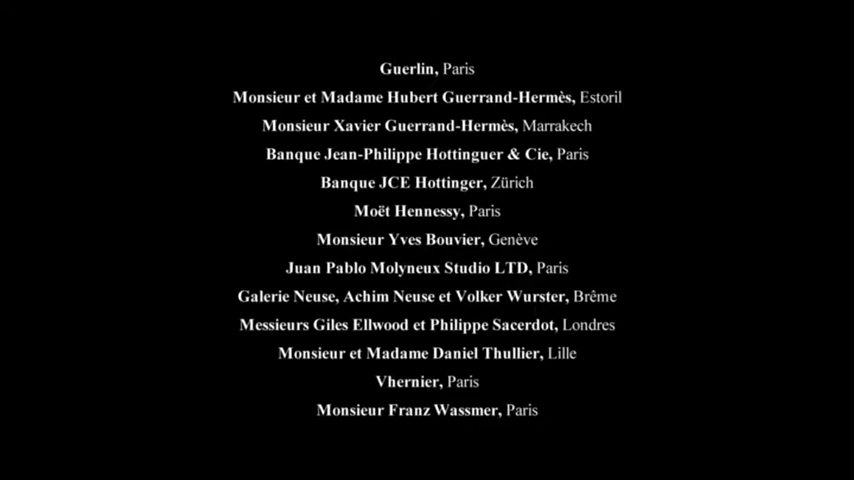 Guerlin, Paris
Monsieur et Madame Hubert Guerrand-Hermès, Estoril
Monsieur Xavier Guerrand-Hermès, Marrakech
Banque Jean-Philippe Hottinguer & Cie, Paris
Banque JCE Hottinger, Zürich
Moët Hennessy, Paris
Monsieur Yves Bouvier, Genève
Juan Pablo Molyneux Studio LTD, Paris
Galerie Neuse, Achim Neuse et Volker Wurster, Brême
Messieurs Giles Ellwood et Philippe Sacerdot, Londres
Monsieur et Madame Daniel Thullier, Lille
Vhernier, Paris
Monsieur Franz Wassmer, Paris